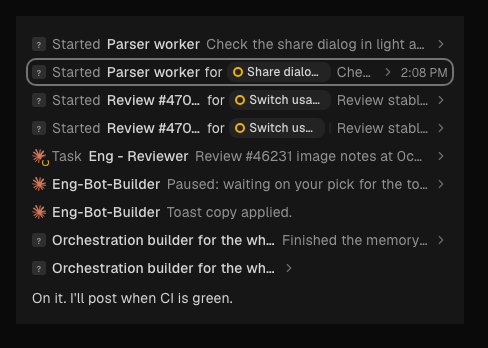 ? Started Parser worker Check the share dialog in light a...
? Started Parser worker for Share dialo... Che... 2:08 PM
? Started Review #470... for Switch usa... Review stabl...
? Started Review #470... for Switch us... Review stabl...
Task Eng - Reviewer Review #46231 image notes at 0c...
Eng-Bot-Builder Paused: waiting on your pick for the to...
Eng-Bot-Builder Toast copy applied.
? Orchestration builder for the wh... Finished the memory...
? Orchestration builder for the wh...
On it. I'll post when CI is green.